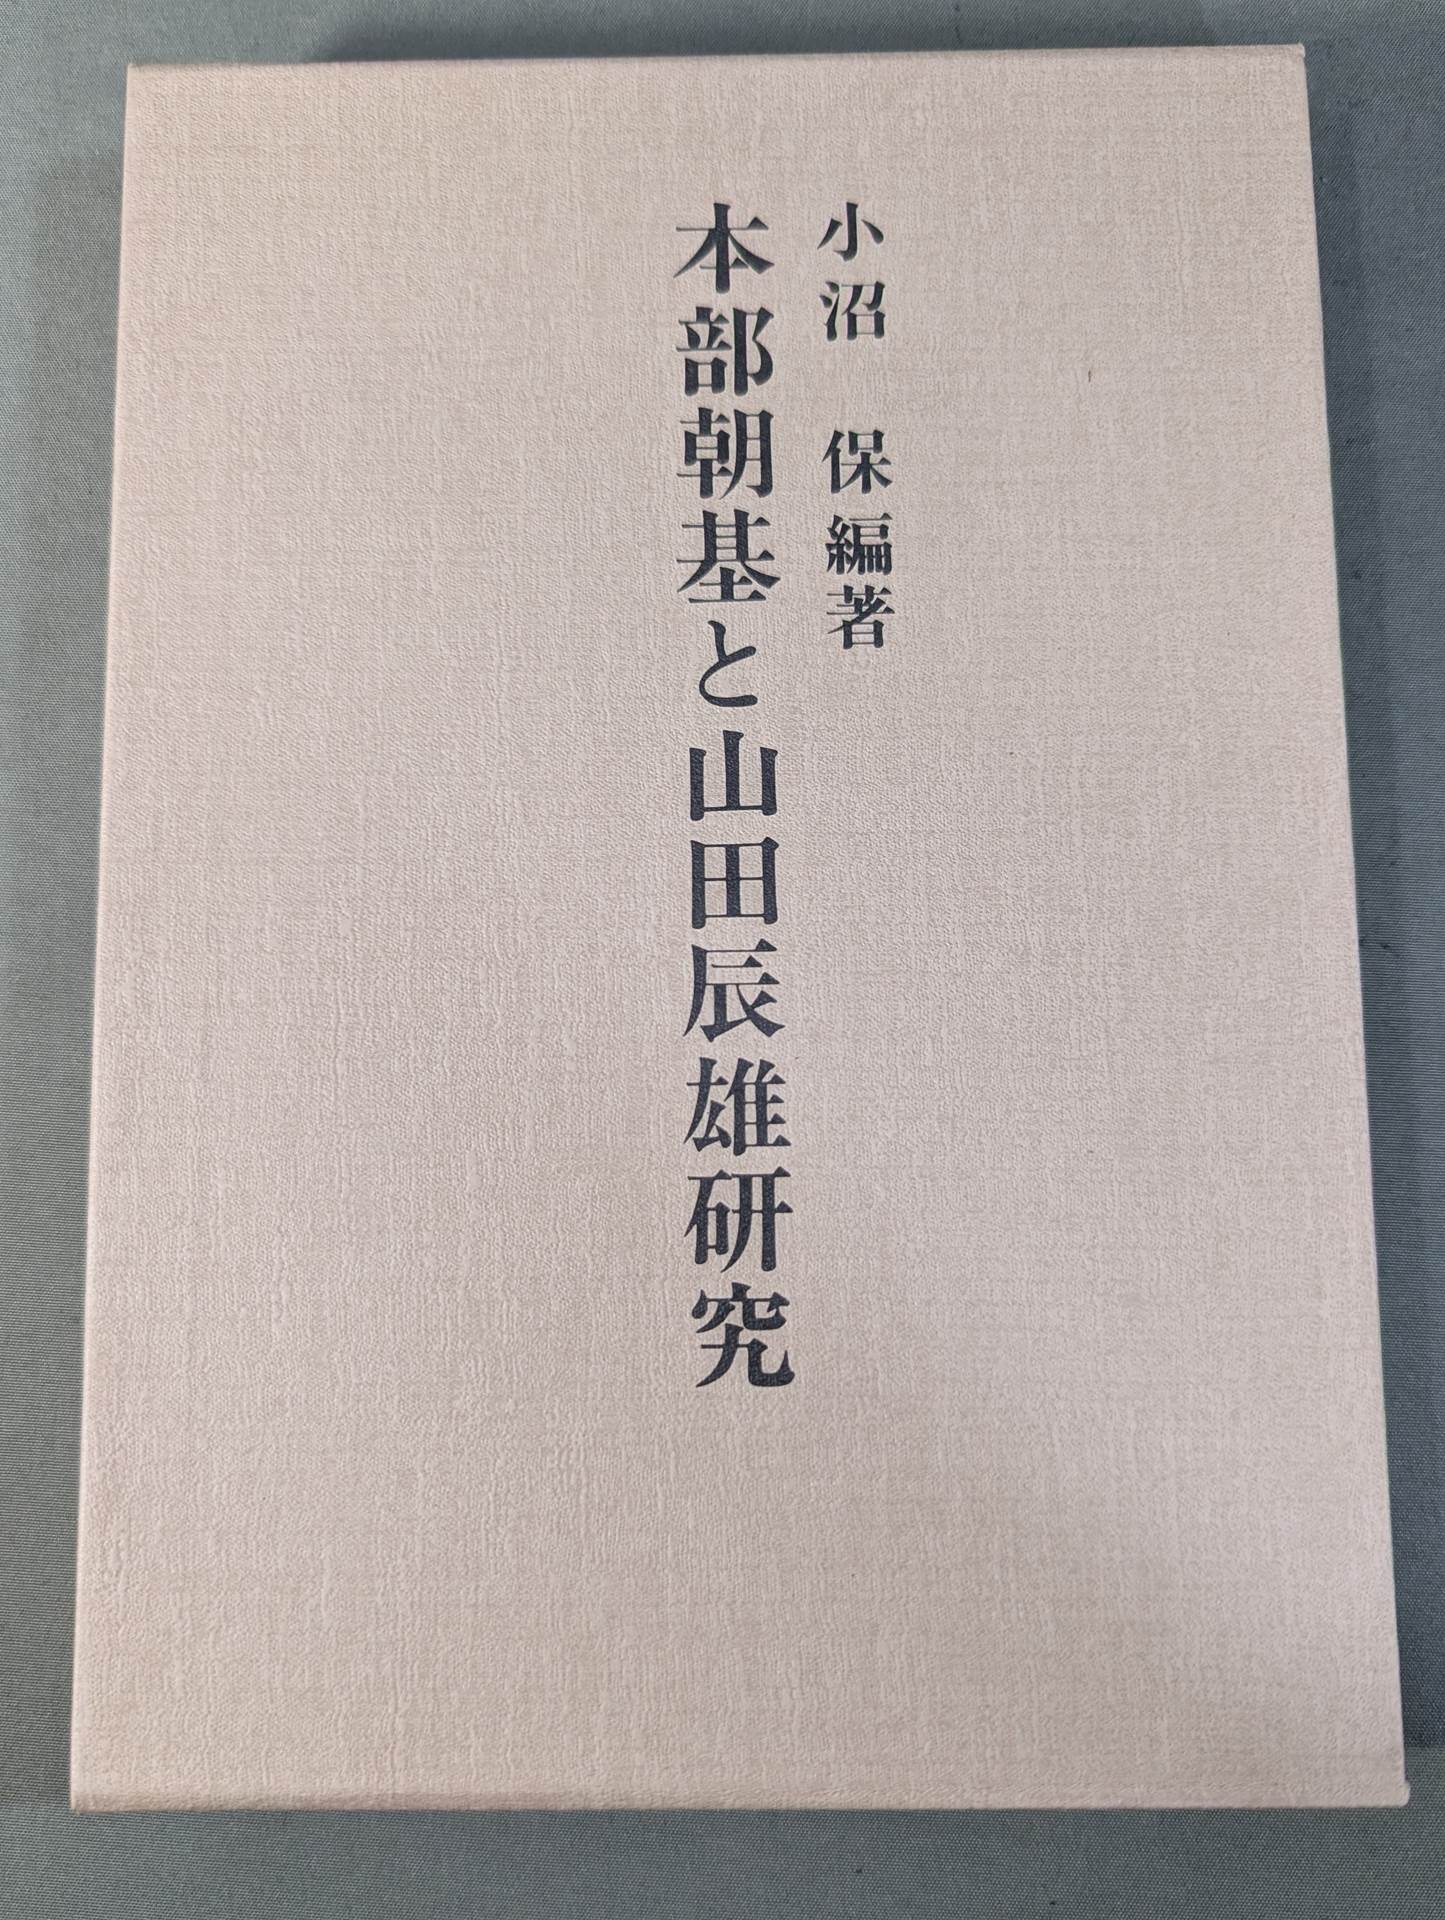 小沼 保編著
本部朝基と山田辰雄研究